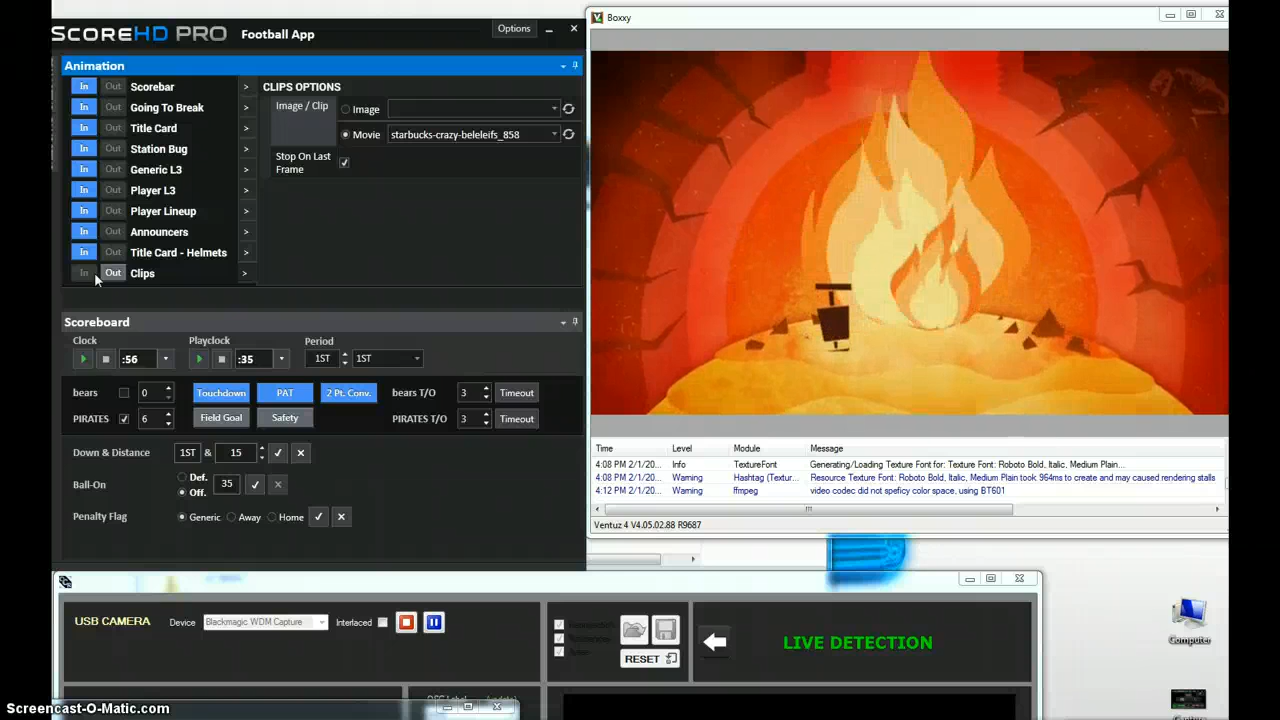 SCOREHD PRO Football App Options
Animation
In Out Scorbar >
In Out Going To Break >
In Out Title Card >
In Out Station Bug >
In Out Generic L3 >
In Out Player L3 >
In Out Player Lineup >
In Out Announcers >
In Out Title Card - Helmets >
In Out Clips >
CLIPS OPTIONS
Image / Clip
Image
Movie starbucks-crazy-beleleifs_858
Stop On Last
Frame
Scoreboard
Clock Playclock Period
:56 :35 1ST 1ST
bears 0 Touchdown PAT 2 Pt. Conv. bears T/O 3 Timeout
PIRATES 6 Field Goal Safety PIRATES T/O 3 Timeout
Down & Distance 1ST & 15
Ball-On Def. Off. 35
Penalty Flag Generic Away Home
Boxxy
Time Level Module Message
4:08 PM 2/1/20... Info TextureFont Generating/Loading Texture Font for: Texture Font: Roboto Bold, Italic, Medium Plain...
4:08 PM 2/1/20... Warning Hashtag (Textur... Resource Texture Font: Roboto Bold, Italic, Medium Plain took 964ms to create and may caused rendering stalls
4:12 PM 2/1/20... Warning ffmpeg video codec did not speficy color space, using BT601
Ventuz 4 V4.05.02.88 R9687
USB CAMERA Device Blackmagic WDM Capture Interlaced
RESET
LIVE DETECTION
Computer
Screencast-O-Matic.com